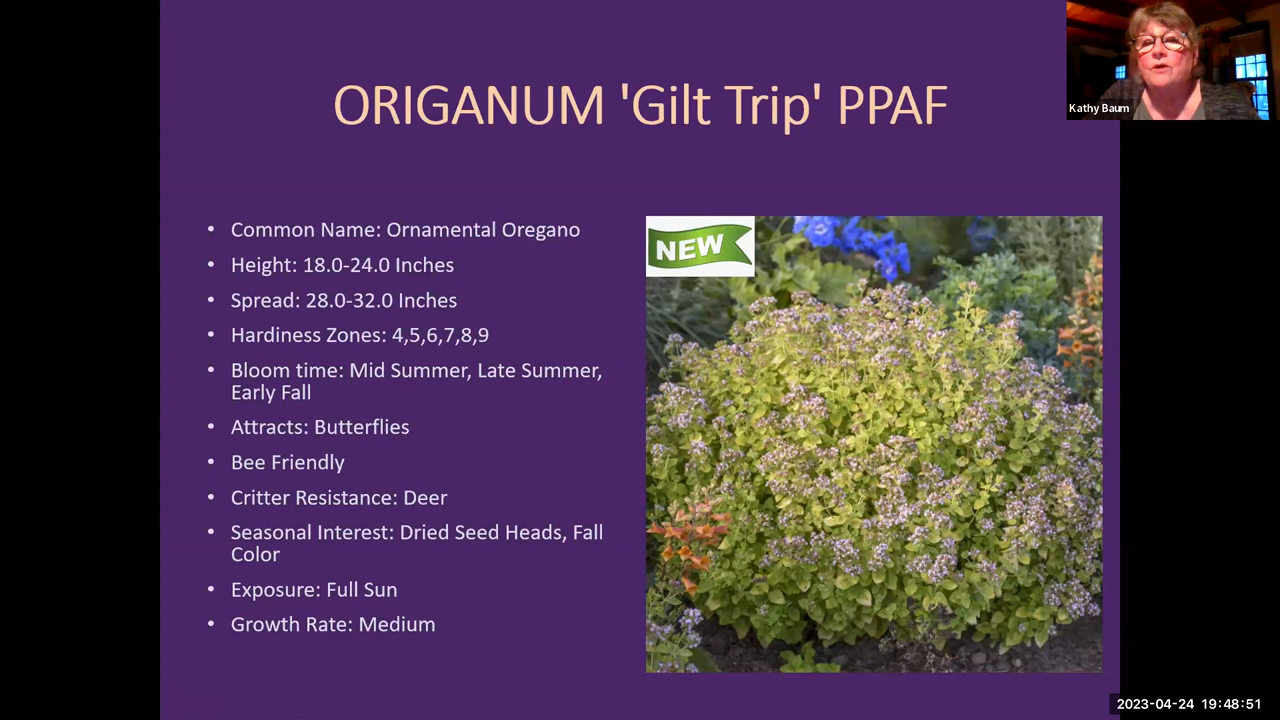 ORIGANUM 'Gilt Trip' PPAF
Kathy Baum
• Common Name: Ornamental Oregano
• Height: 18.0-24.0 Inches
• Spread: 28.0-32.0 Inches
• Hardiness Zones: 4,5,6,7,8,9
• Bloom time: Mid Summer, Late Summer,
Early Fall
• Attracts: Butterflies
• Bee Friendly
• Critter Resistance: Deer
• Seasonal Interest: Dried Seed Heads, Fall
Color
• Exposure: Full Sun
• Growth Rate: Medium
NEW
2023-04-24 19:48:51